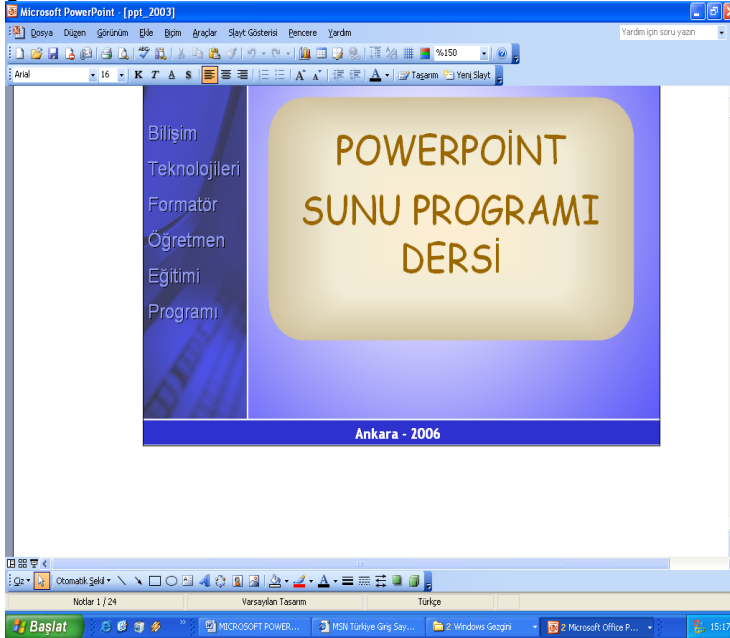 Microsoft PowerPoint - [ppt_2003]
Dosya Düzen Görünüm Ekle Biçim Araçlar Slayt Gösterisi Pencere Yardım
Yardım için soru yazın
%150
Arial 16 K T A S A A A Tasarım Yeni Slayt
Bilişim
Teknolojileri
Formatör
Öğretmen
Eğitimi
Programı
POWERPOİNT
SUNU PROGRAMI
DERSİ
Ankara - 2006
Çiz Otomatik Şekil
Notlar 1 / 24 Varsayılan Tasarım Türkçe
Başlat MICROSOFT POWER... MSN Türkiye Giriş Say... 2 Windows Gezgini 2 Microsoft Office P... 15:17